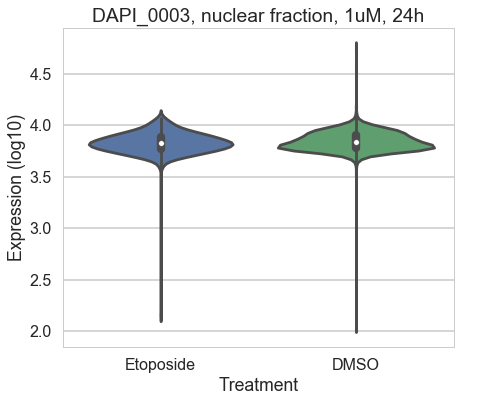 DAPI_0003, nuclear fraction, 1uM, 24h
4.5
4.0
3.5
3.0
2.5
2.0
Expression (log10)
Etoposide
DMSO
Treatment